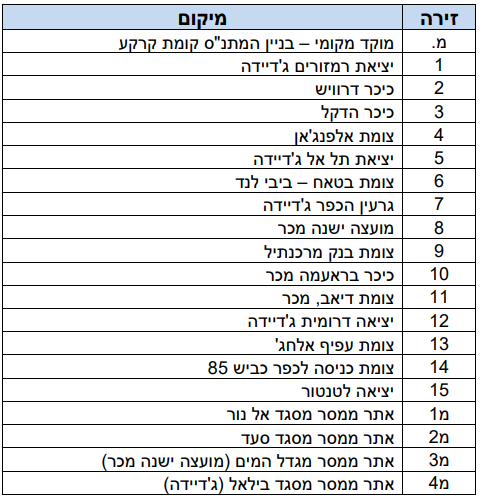 זירה מיקום
מ. מוקד מקומי – בניין המתנ"ס קומת קרקע
1 יציאת רמזורים ג'דיידה
2 כיכר דרוויש
3 כיכר הדקל
4 צומת אלפנג'אן
5 יציאת תל אל ג'דיידה
6 צומת בטאח – ביבי לנד
7 גרעין הכפר ג'דיידה
8 מועצה ישנה מכר
9 צומת בנק מרכנתיל
10 כיכר בראעמה מכר
11 צומת דיאב, מכר
12 יציאה דרומית ג'דיידה
13 צומת עפיף אלחג'
14 צומת כניסה לכפר כביש 85
15 יציאה לטנטור
מ1 אתר ממסר מסגד אל נור
מ2 אתר ממסר מסגד סעד
מ3 אתר ממסר מגדל המים (מועצה ישנה מכר)
מ4 אתר ממסר מסגד בילאל (ג'דיידה)